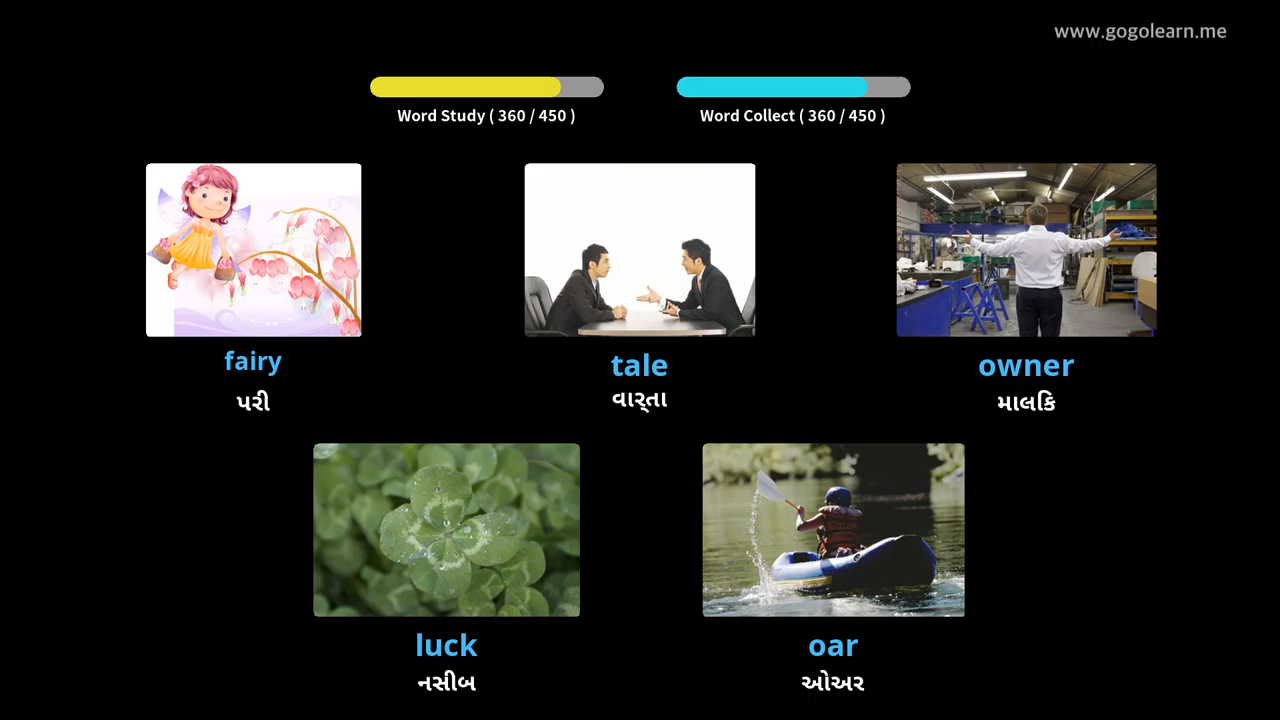 www.gogolearn.me
Word Study ( 360 / 450 )
Word Collect ( 360 / 450 )
fairy
પરી
tale
વાર્તા
owner
માલિક
luck
નસીબ
oar
ઓઅર